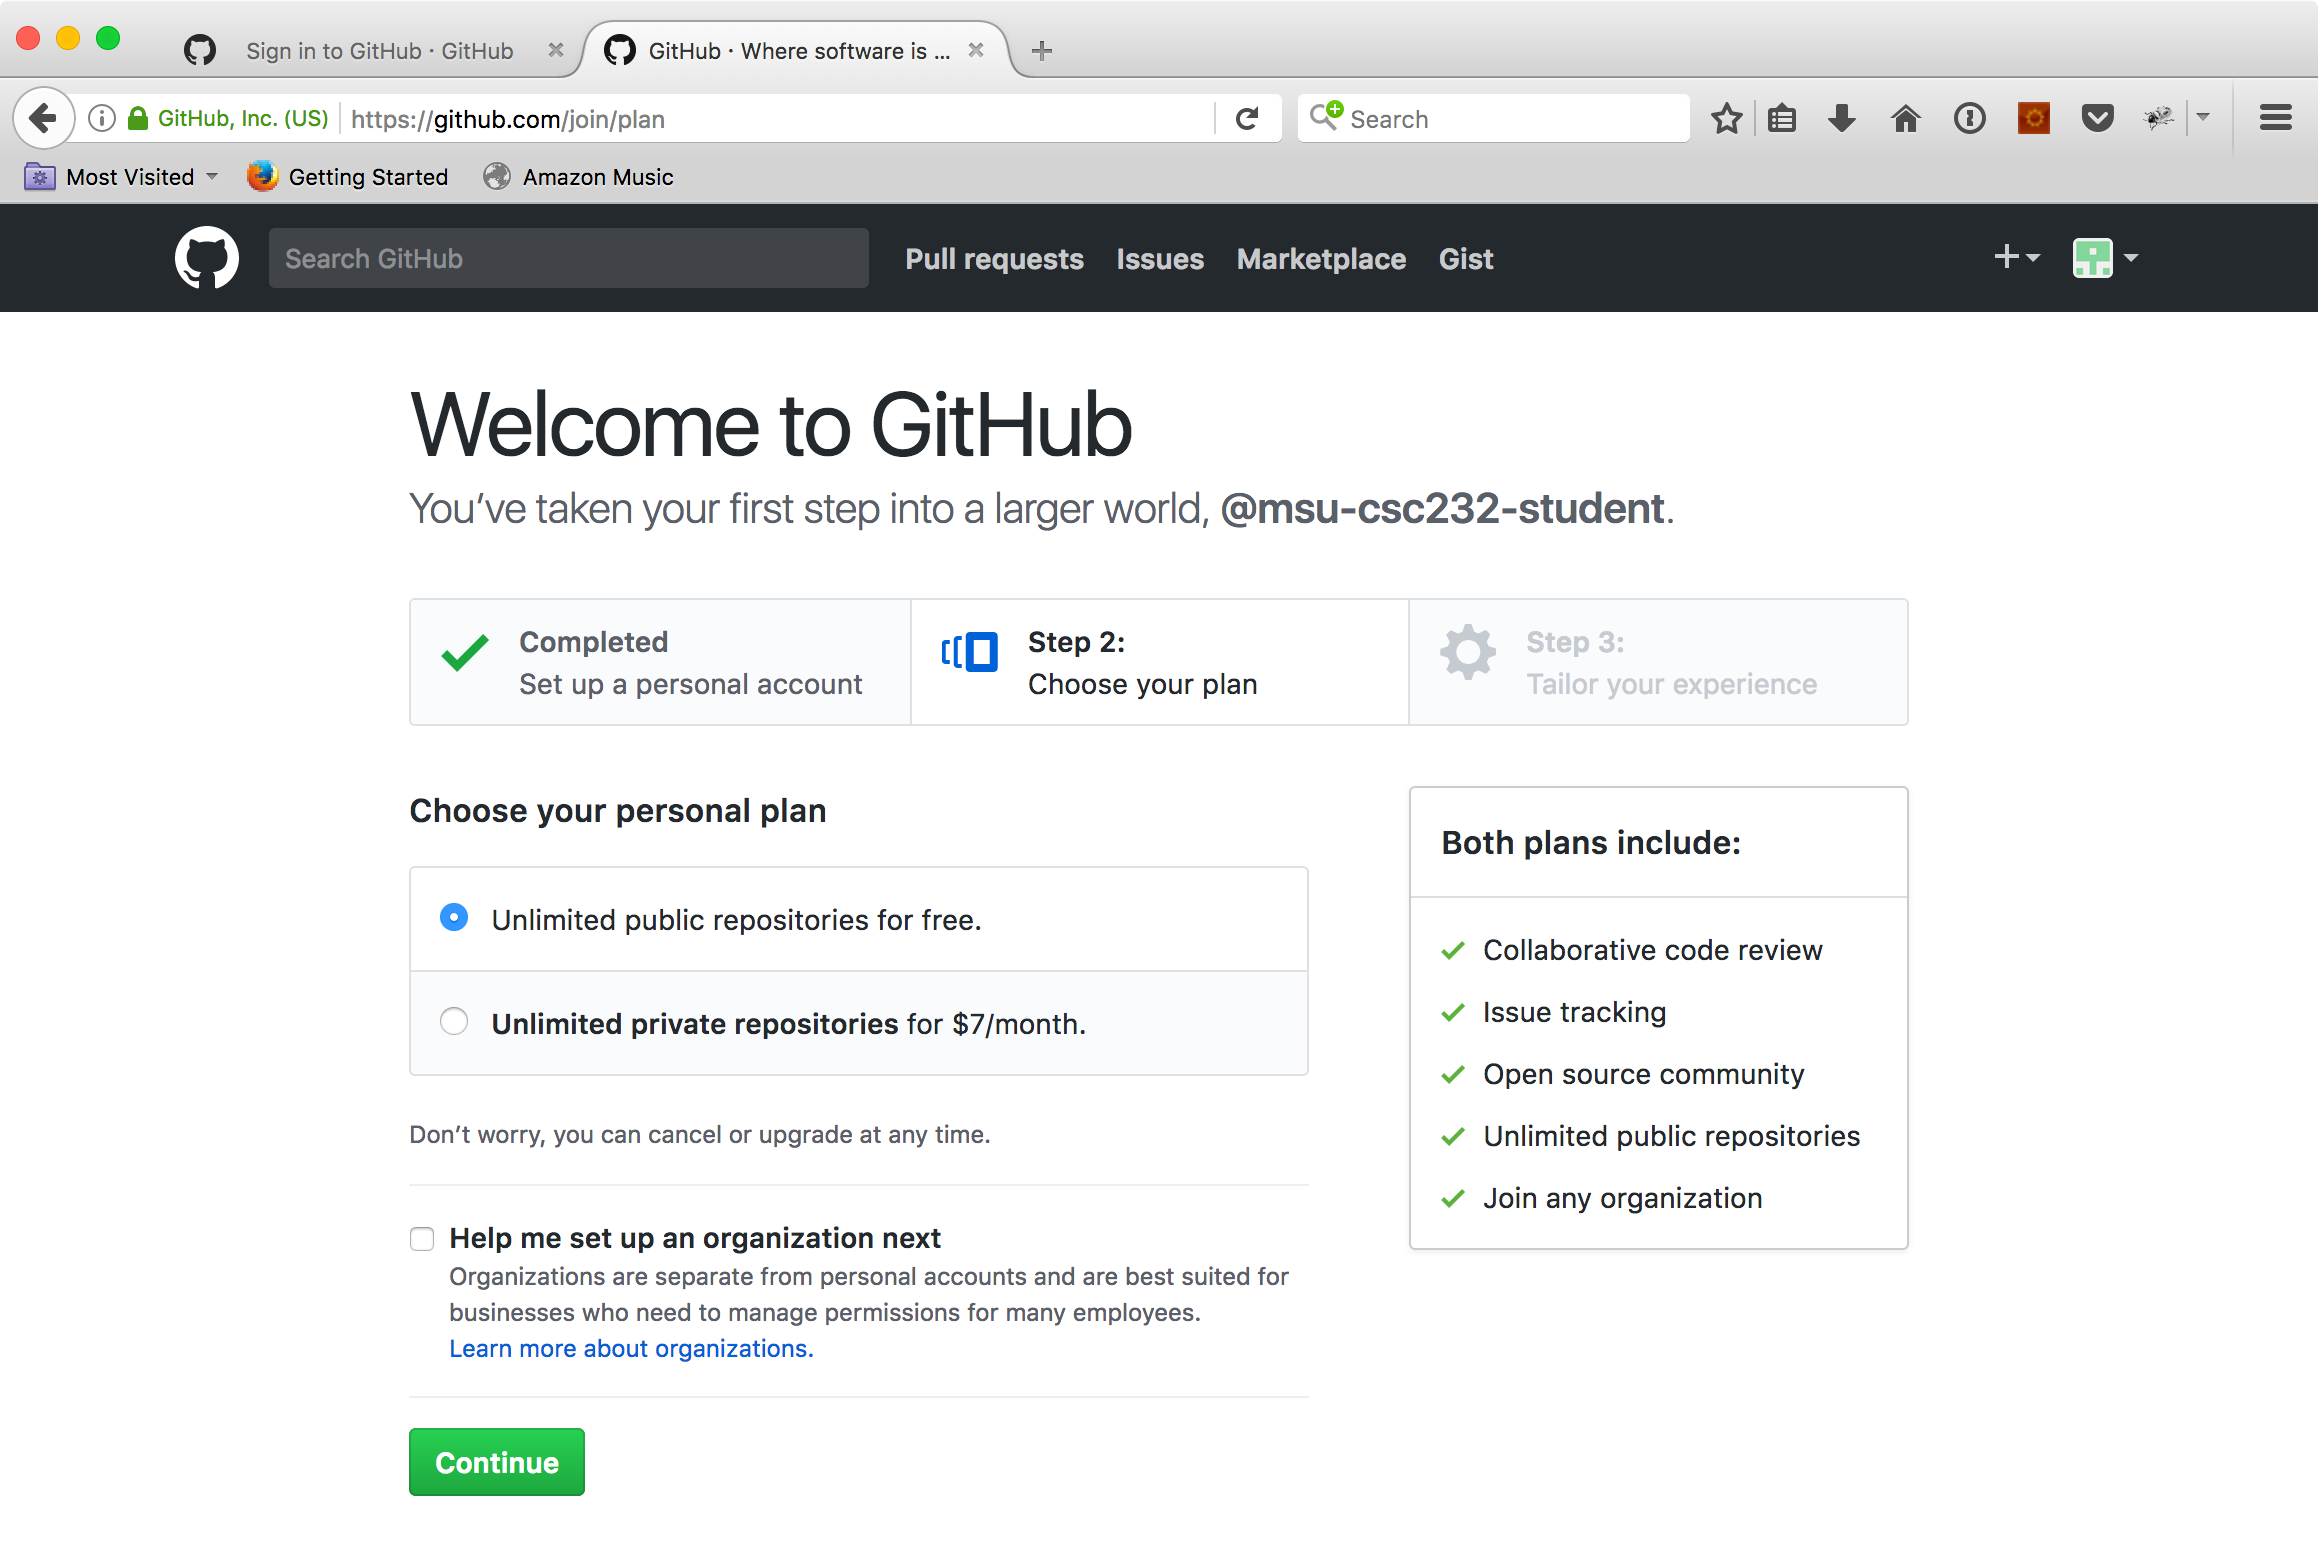 Sign in to GitHub · GitHub
GitHub · Where software is ...
GitHub, Inc. (US)
https://github.com/join/plan
Search
Most Visited
Getting Started
Amazon Music
Search GitHub
Pull requests
Issues
Marketplace
Gist
Welcome to GitHub
You’ve taken your first step into a larger world, @msu-csc232-student.
Completed
Set up a personal account
Step 2:
Choose your plan
Step 3:
Tailor your experience
Choose your personal plan
Unlimited public repositories for free.
Unlimited private repositories for $7/month.
Don’t worry, you can cancel or upgrade at any time.
Help me set up an organization next
Organizations are separate from personal accounts and are best suited for
businesses who need to manage permissions for many employees.
Learn more about organizations.
Continue
Both plans include:
Collaborative code review
Issue tracking
Open source community
Unlimited public repositories
Join any organization